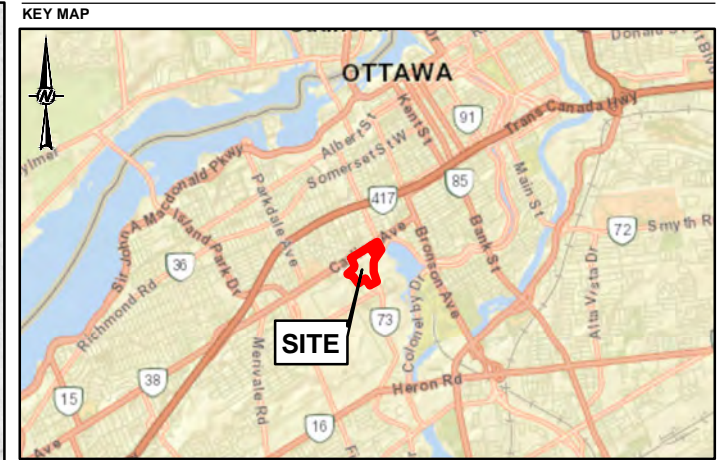 KEY MAP
N
OTTAWA
Donald St
Kent St
91
Trans Canada Hwy
Albert St
Somerset St W
ylmer
Sir John A Macdonald Pkwy
Parkdale Ave
417
85
Main St
Island Park Dr
Ave
Bronson Ave
Bank St
72
Smyth R
36
Richmond Rd
Colonel By Dr
Alta Vista Dr
SITE
73
Merivale Rd
38
Heron Rd
15
16
Ave
Fi